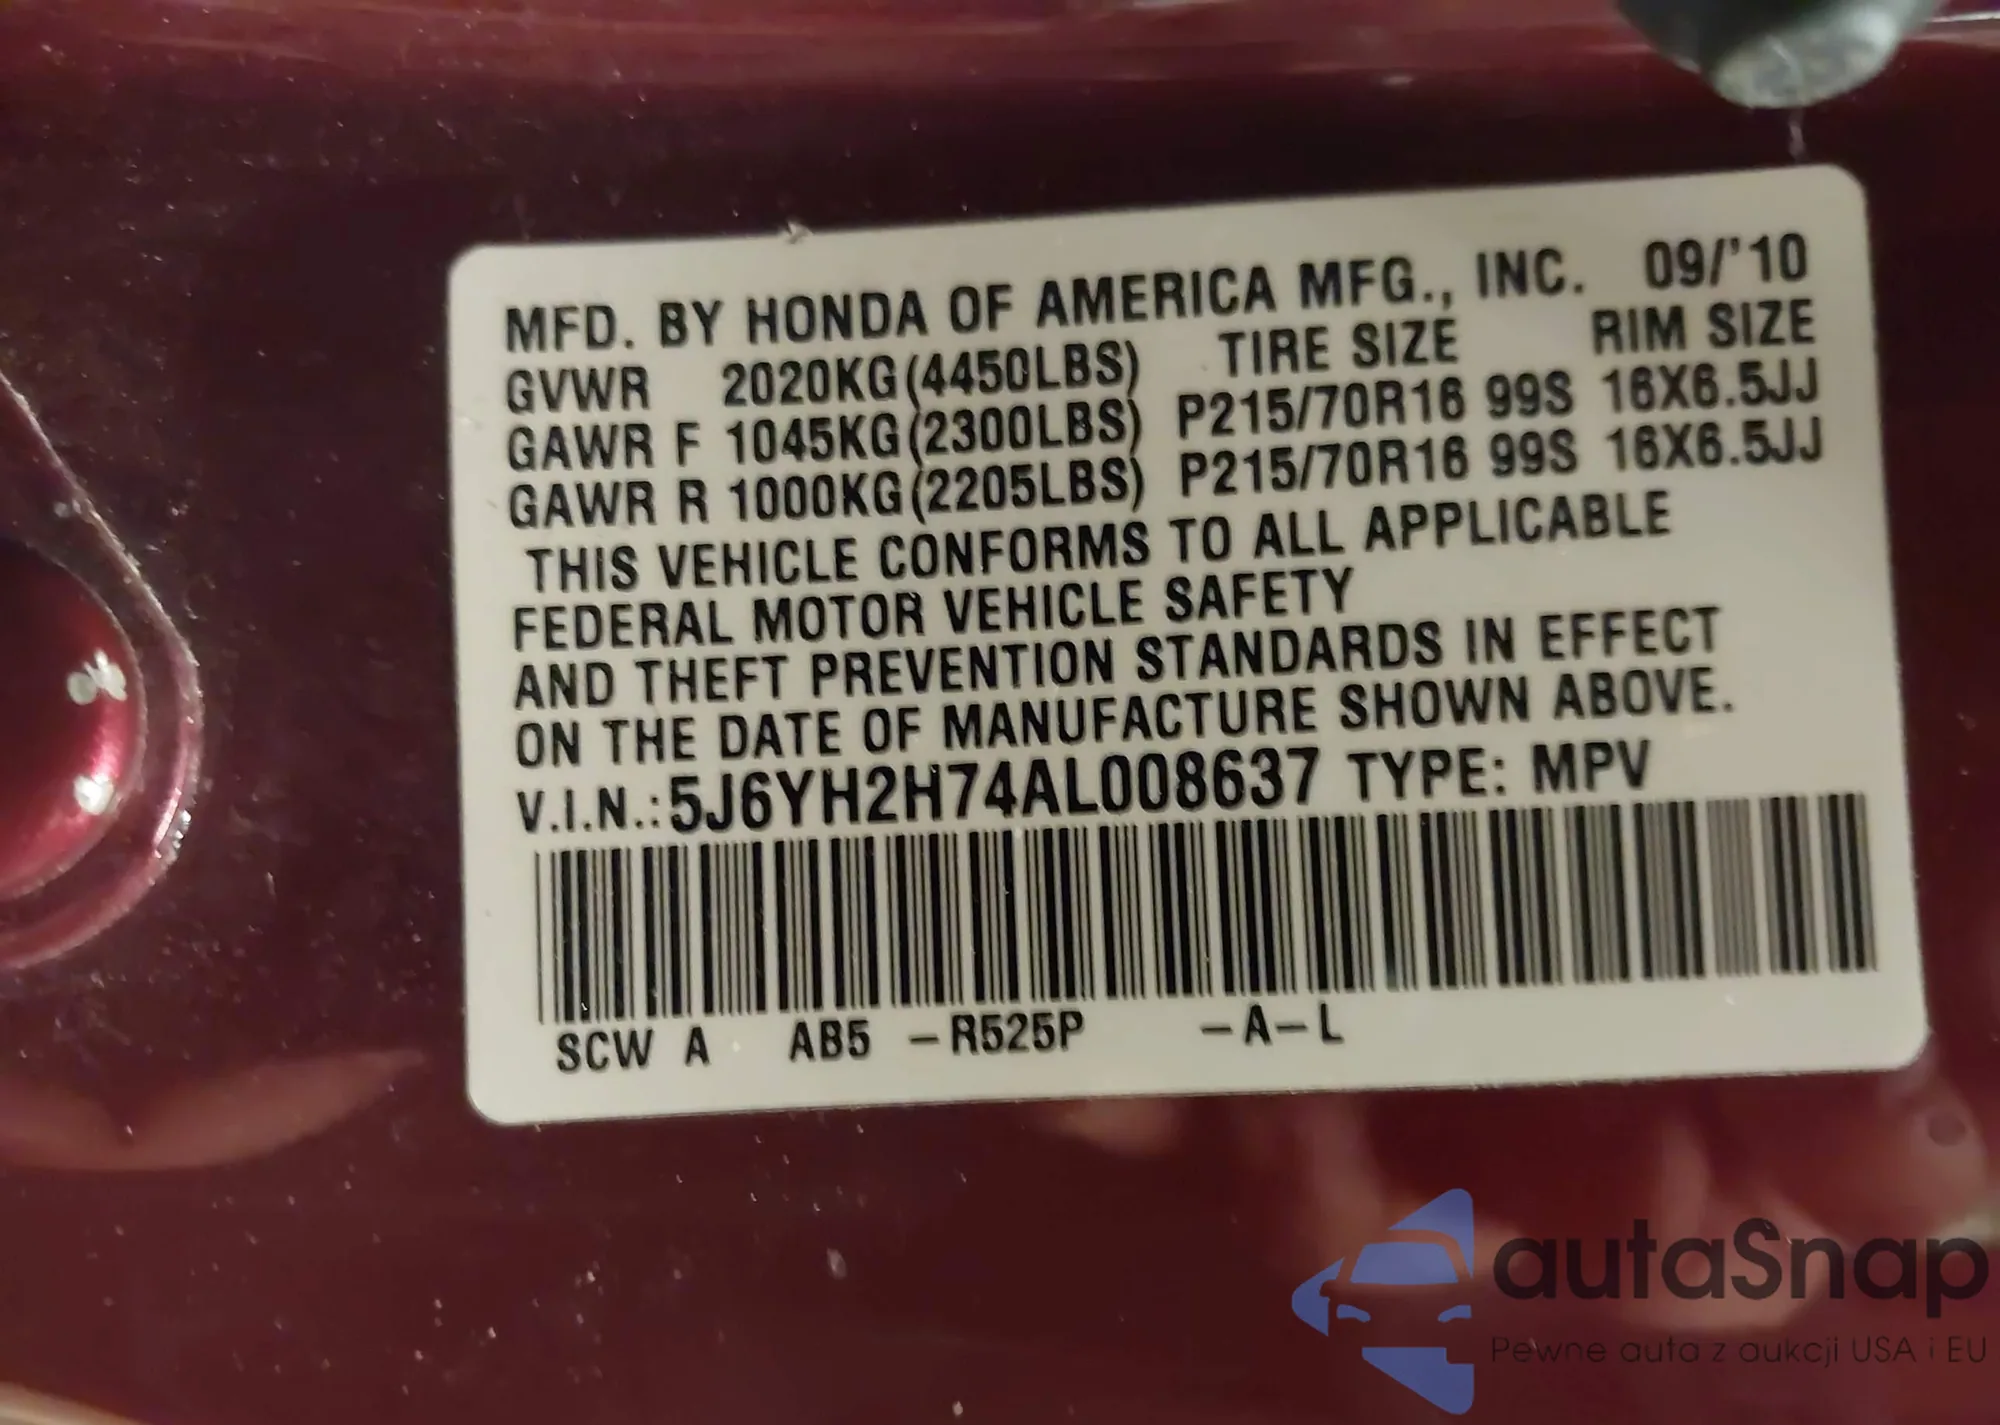 MFD. BY HONDA OF AMERICA MFG., INC. 09/'10
GVWR 2020KG(4450LBS) TIRE SIZE RIM SIZE
GAWR F 1045KG(2300LBS) P215/70R16 99S 16X6.5JJ
GAWR R 1000KG(2205LBS) P215/70R16 99S 16X6.5JJ
THIS VEHICLE CONFORMS TO ALL APPLICABLE
FEDERAL MOTOR VEHICLE SAFETY
AND THEFT PREVENTION STANDARDS IN EFFECT
ON THE DATE OF MANUFACTURE SHOWN ABOVE.
V.I.N.:5J6YH2H74AL008637 TYPE: MPV
SCW A AB5 -R525P -A-L
autaSnap
Pewne auta z aukcji USA i EU